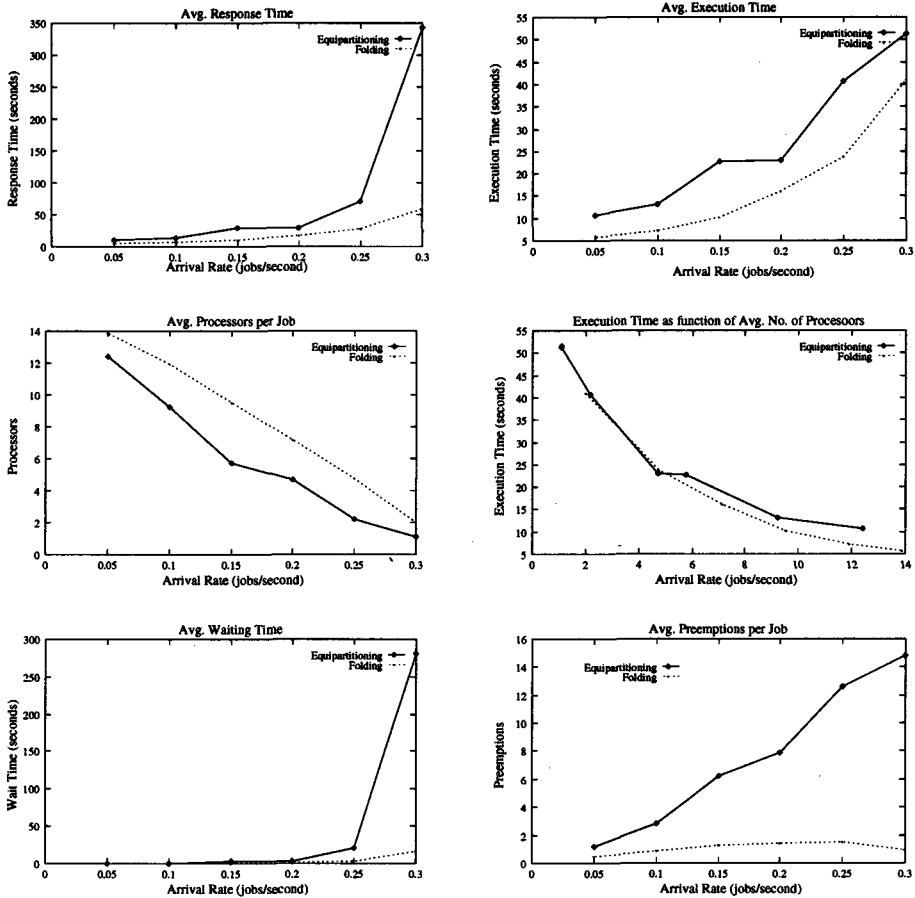 Avg. Response Time
Response Time (seconds)
350
300
250
200
150
100
50
0
Equipartitioning
Folding
0 0.05 0.1 0.15 0.2 0.25 0.3
Arrival Rate (jobs/second)
Avg. Execution Time
Execution Time (seconds)
55
50
45
40
35
30
25
20
15
10
5
Equipartitioning
Folding
0 0.05 0.1 0.15 0.2 0.25 0.3
Arrival Rate (jobs/second)
Avg. Processors per Job
Processors
14
12
10
8
6
4
2
0
Equipartitioning
Folding
0 0.05 0.1 0.15 0.2 0.25 0.3
Arrival Rate (jobs/second)
Execution Time as function of Avg. No. of Procesoors
Execution Time (seconds)
55
50
45
40
35
30
25
20
15
10
5
Equipartitioning
Folding
0 2 4 6 8 10 12 14
Arrival Rate (jobs/second)
Avg. Waiting Time
Wait Time (seconds)
300
250
200
150
100
50
0
Equipartitioning
Folding
0 0.05 0.1 0.15 0.2 0.25 0.3
Arrival Rate (jobs/second)
Avg. Preemptions per Job
Preemptions
16
14
12
10
8
6
4
2
0
Equipartitioning
Folding
0 0.05 0.1 0.15 0.2 0.25 0.3
Arrival Rate (jobs/second)